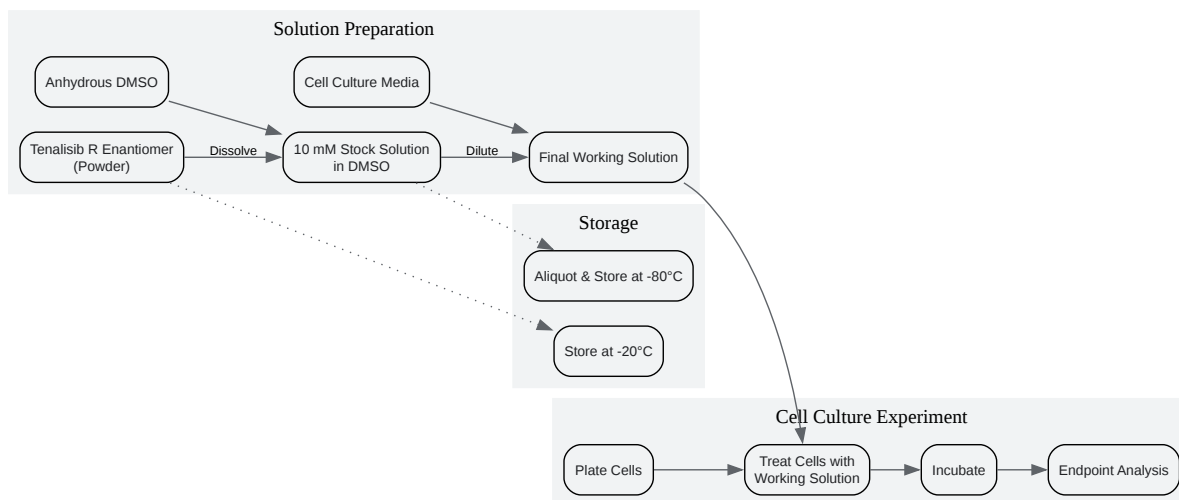 Solution Preparation
Anhydrous DMSO
Cell Culture Media
Tenalisib R Enantiomer
(Powder)
Dissolve
10 mM Stock Solution
in DMSO
Dilute
Final Working Solution
Storage
Aliquot & Store at -80°C
Store at -20°C
Cell Culture Experiment
Plate Cells
Treat Cells with
Working Solution
Incubate
Endpoint Analysis